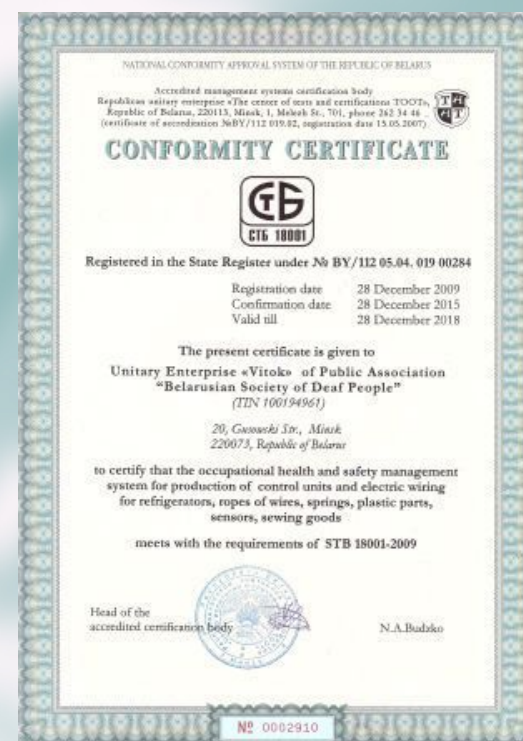 NATIONAL CONFORMITY APPROVAL SYSTEM OF THE REPUBLIC OF BELARUS
Accredited management systems certification body
Republican unitary enterprise «The center of tests and certifications TOOT»,
Republic of Belarus, 220113, Minsk, 1, Melezh Str., 701, phone 262 34 46
(certificate of accreditation №BY/112 019.02, registration date 15.05.2007)
CONFORMITY CERTIFICATE
СТБ
СТБ 18001
Registered in the State Register under № BY/112 05.04. 019 00284
Registration date 28 December 2009
Confirmation date 28 December 2015
Valid till 28 December 2018
The present certificate is given to
Unitary Enterprise «Vitok» of Public Association
"Belarusian Society of Deaf People"
(TIN 100194961)
20, Gusowski Str., Minsk
220073, Republic of Belarus
to certify that the occupational health and safety management
system for production of control units and electric wiring
for refrigerators, ropes of wires, springs, plastic parts,
sensors, sewing goods
meets with the requirements of STB 18001-2009
Head of the
accredited certification body
N.A.Budzko
№ 0002910